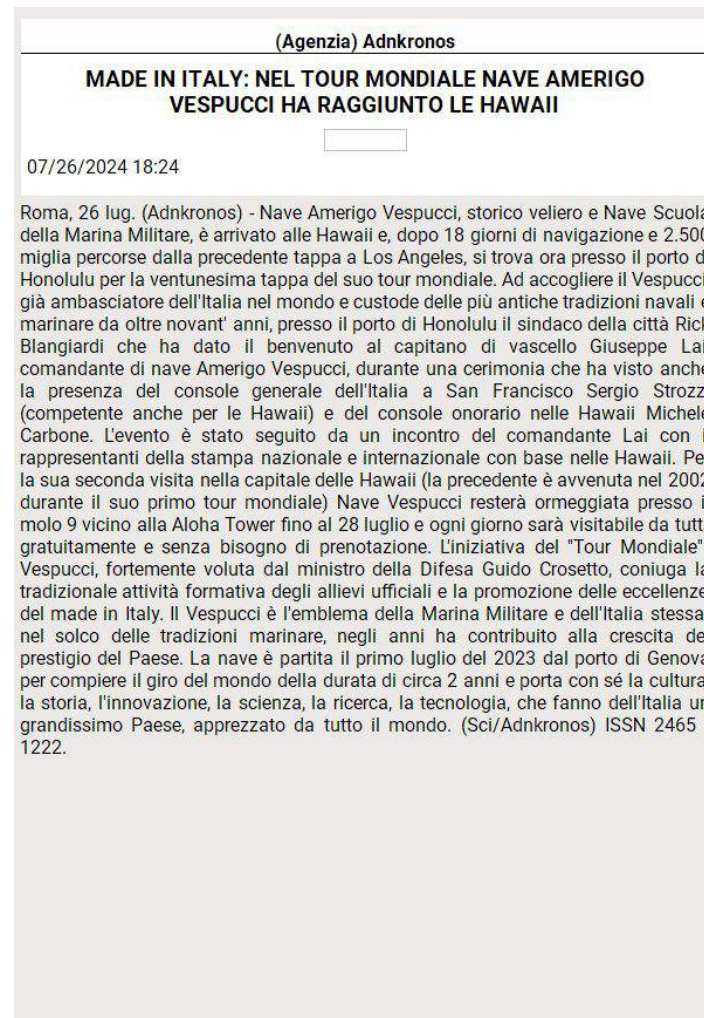 (Agenzia) Adnkronos
MADE IN ITALY: NEL TOUR MONDIALE NAVE AMERIGO
VESPUCCI HA RAGGIUNTO LE HAWAII
07/26/2024 18:24
Roma, 26 lug. (Adnkronos) - Nave Amerigo Vespucci, storico veliero e Nave Scuola
della Marina Militare, è arrivato alle Hawaii e, dopo 18 giorni di navigazione e 2.500
miglia percorse dalla precedente tappa a Los Angeles, si trova ora presso il porto d
Honolulu per la ventunesima tappa del suo tour mondiale. Ad accogliere il Vespucci
già ambasciatore dell'Italia nel mondo e custode delle più antiche tradizioni navali e
marinare da oltre novant' anni, presso il porto di Honolulu il sindaco della città Rick
Blangiardi che ha dato il benvenuto al capitano di vascello Giuseppe Lai
comandante di nave Amerigo Vespucci, durante una cerimonia che ha visto anche
la presenza del console generale dell'Italia a San Francisco Sergio Strozz
(competente anche per le Hawaii) e del console onorario nelle Hawaii Michele
Carbone. L'evento è stato seguito da un incontro del comandante Lai con i
rappresentanti della stampa nazionale e internazionale con base nelle Hawaii. Pe
la sua seconda visita nella capitale delle Hawaii (la precedente è avvenuta nel 2002
durante il suo primo tour mondiale) Nave Vespucci resterà ormeggiata presso i
molo 9 vicino alla Aloha Tower fino al 28 luglio e ogni giorno sarà visitabile da tutt
gratuitamente e senza bisogno di prenotazione. L'iniziativa del "Tour Mondiale"
Vespucci, fortemente voluta dal ministro della Difesa Guido Crosetto, coniuga la
tradizionale attività formativa degli allievi ufficiali e la promozione delle eccellenze
del made in Italy. Il Vespucci è l'emblema della Marina Militare e dell'Italia stessa
nel solco delle tradizioni marinare, negli anni ha contribuito alla crescita de
prestigio del Paese. La nave è partita il primo luglio del 2023 dal porto di Genova
per compiere il giro del mondo della durata di circa 2 anni e porta con sé la cultura
la storia, l'innovazione, la scienza, la ricerca, la tecnologia, che fanno dell'Italia un
grandissimo Paese, apprezzato da tutto il mondo. (Sci/Adnkronos) ISSN 2465
1222.